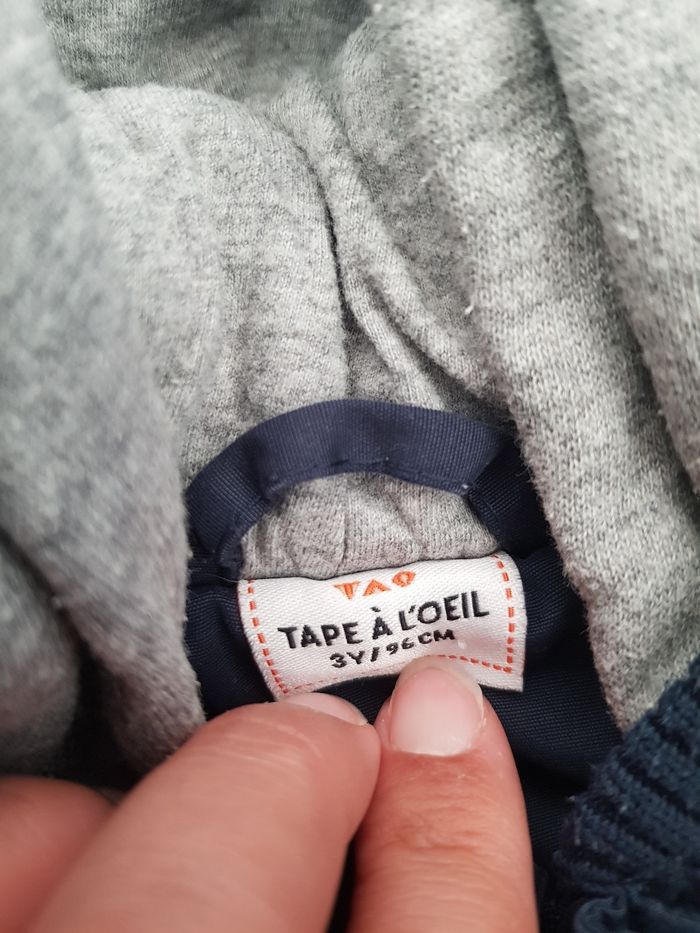 TAO
TAPE À L'OEIL
3Y/96CM